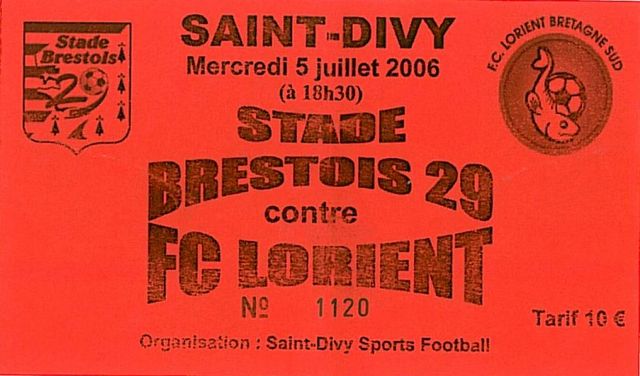 Stade
Brestois
29
SAINT-DIVY
Mercredi 5 juillet 2006
(à 18h30)
F.C. LORIENT BRETAGNE SUD
STADE
BRESTOIS 29
contre
FC LORIENT
Nº 1120
Tarif 10 €
Organisation : Saint-Divy Sports Football